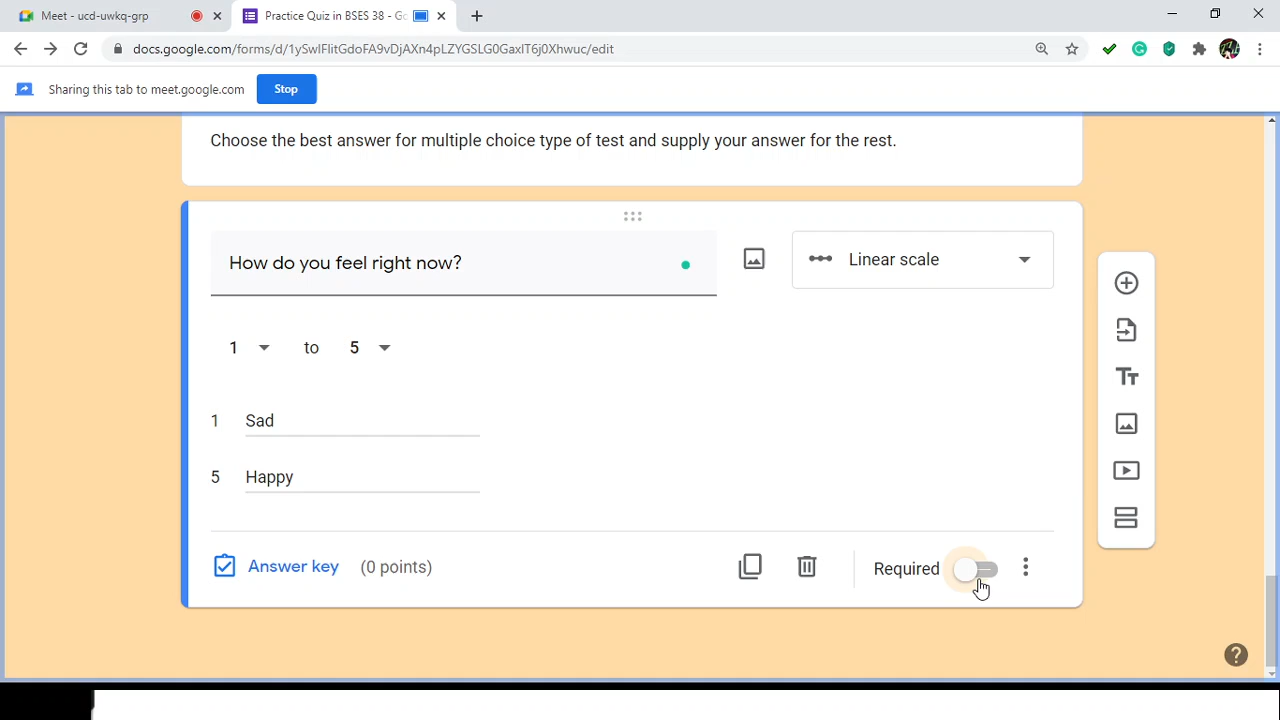 Meet - ucd-uwkq-grp
Practice Quiz in BSES 38 - Go
docs.google.com/forms/d/1ySwIFlitGdoFA9vDjAXn4pLZYGSLG0GaxlT6j0Xhwuc/edit
Sharing this tab to meet.google.com
Stop
Choose the best answer for multiple choice type of test and supply your answer for the rest.
How do you feel right now?
Linear scale
1 to 5
1 Sad
5 Happy
Answer key (0 points)
Required